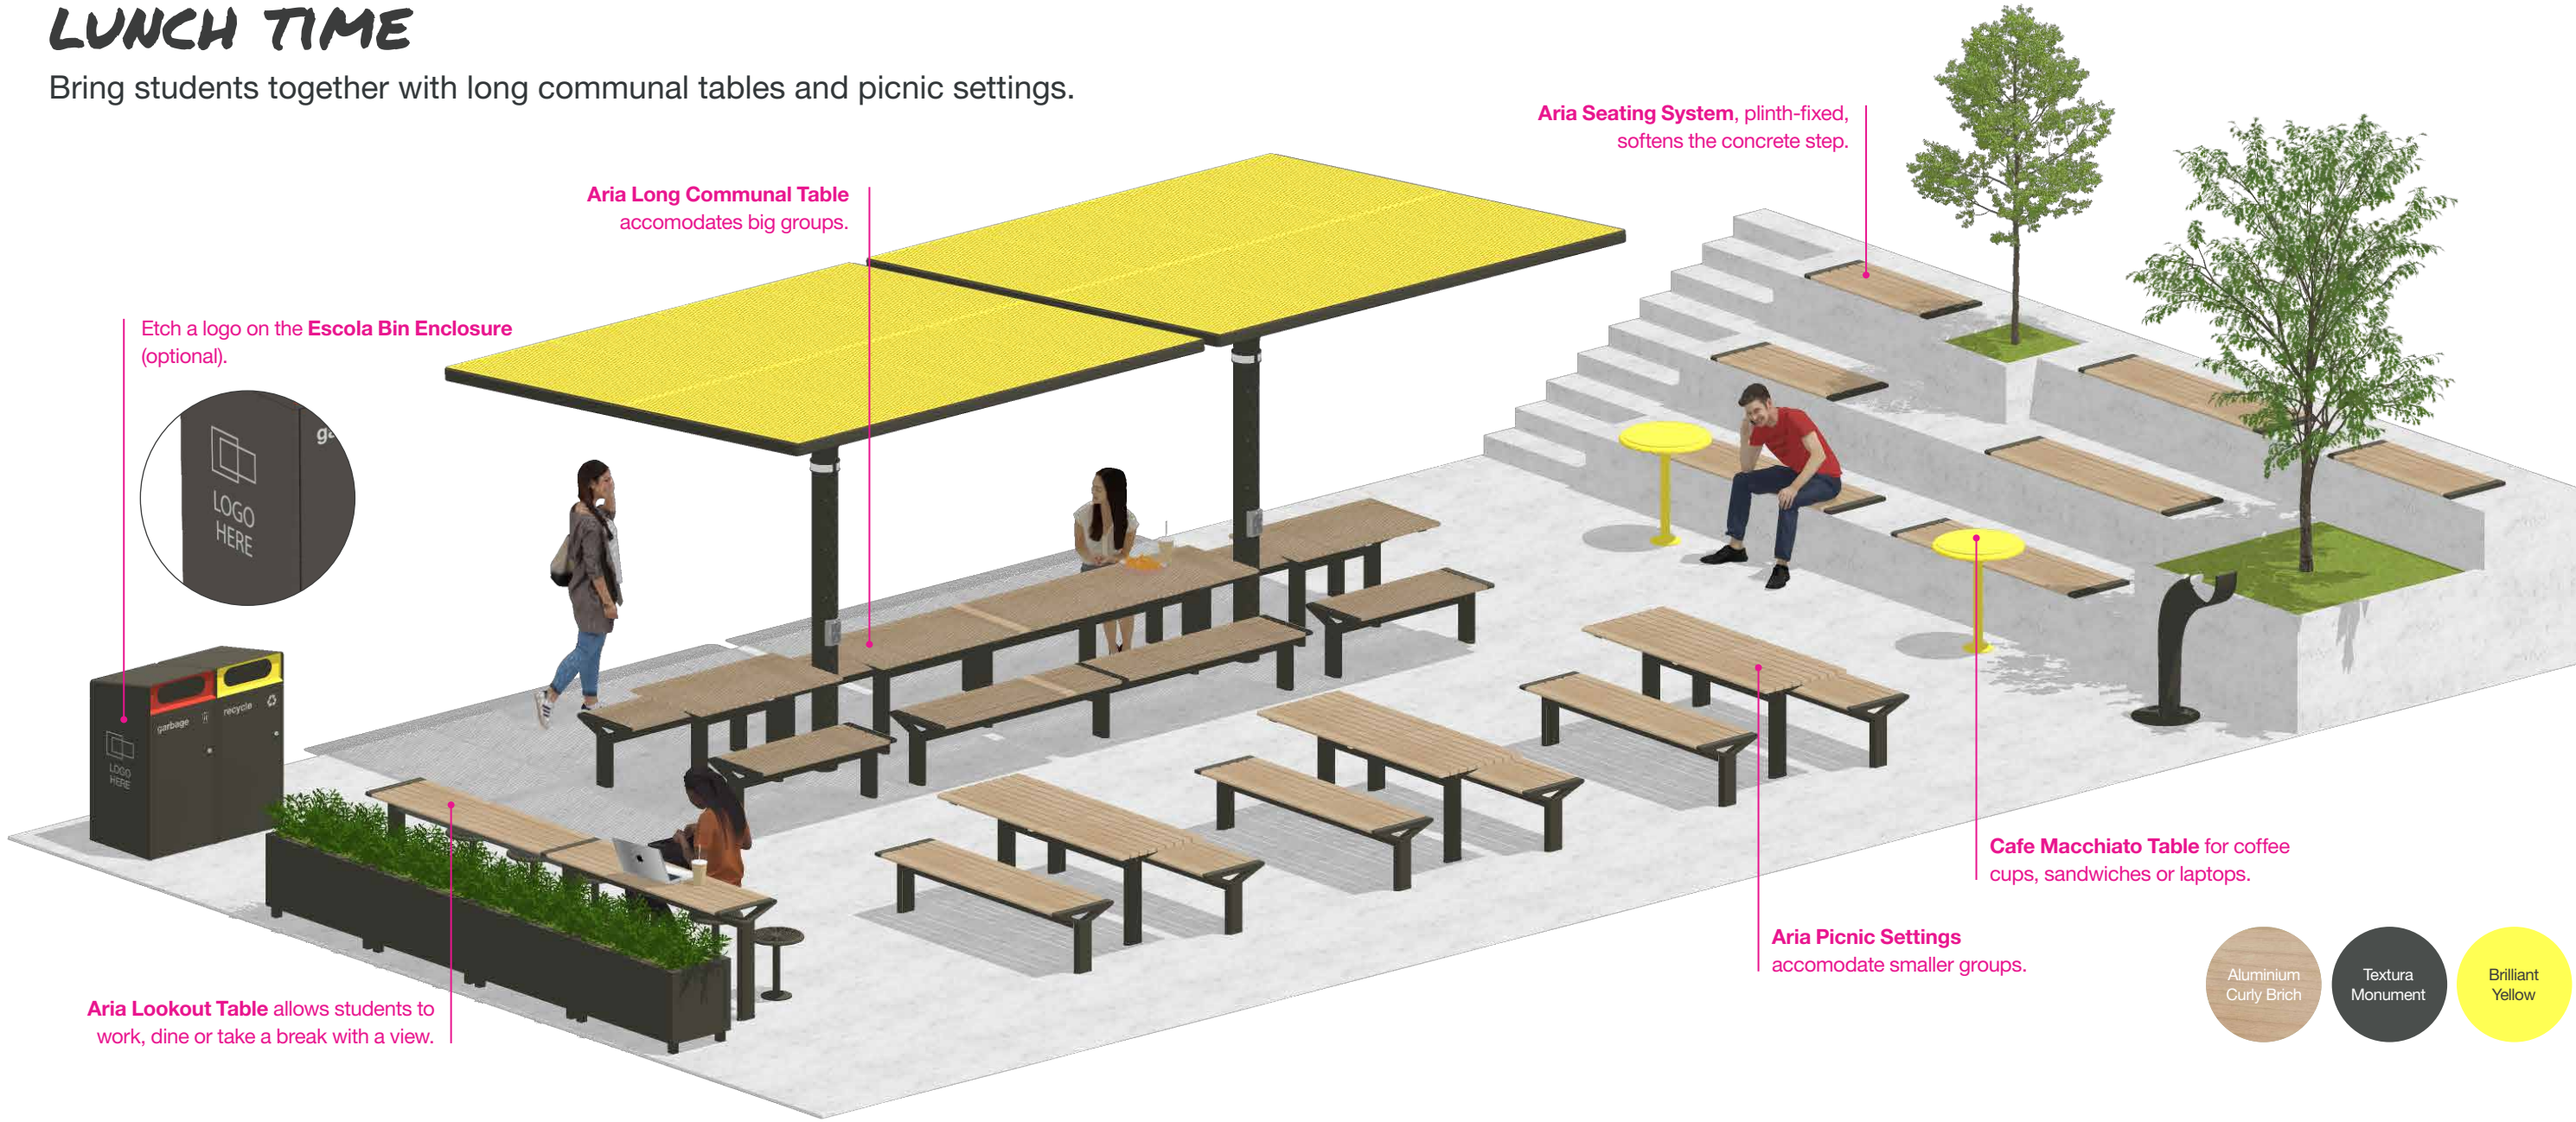 LUNCH TIME
Bring students together with long communal tables and picnic settings.
Aria Seating System, plinth-fixed,
softens the concrete step.
Aria Long Communal Table
accomodates big groups.
Etch a logo on the Escola Bin Enclosure
(optional).
LOGO
HERE
garbage
recycle
LOGO
HERE
Cafe Macchiato Table for coffee
cups, sandwiches or laptops.
Aria Picnic Settings
accomodate smaller groups.
Aria Lookout Table allows students to
work, dine or take a break with a view.
Aluminium
Curly Brich
Textura
Monument
Brilliant
Yellow